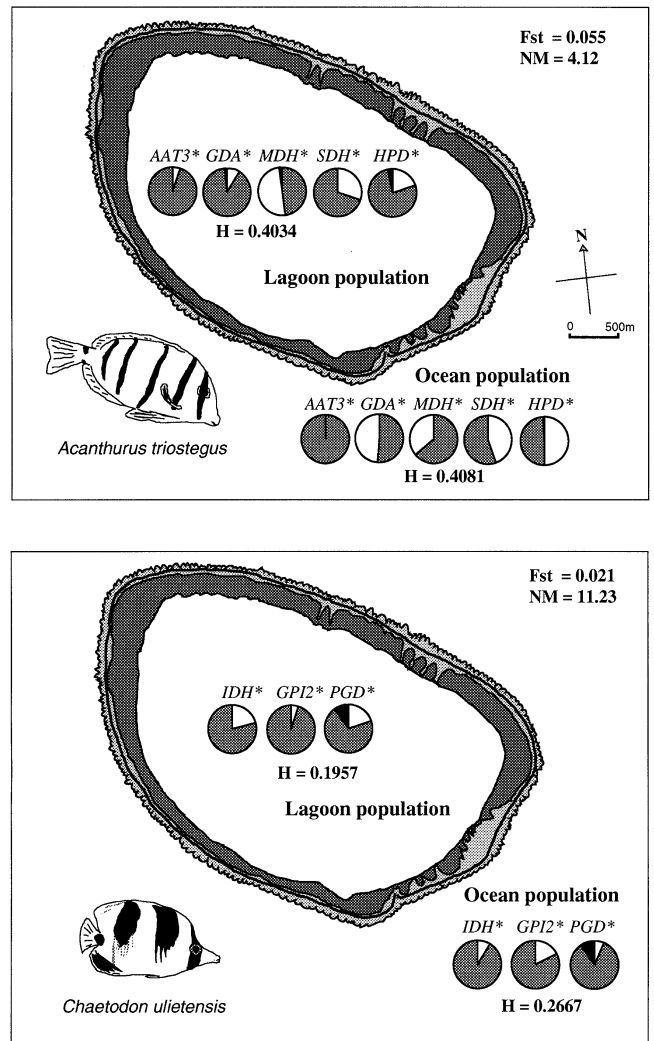 Fst = 0.055
NM = 4.12
AAT3* GDA* MDH* SDH* HPD*
H = 0.4034
Lagoon population
N
0 500m
Ocean population
AAT3* GDA* MDH* SDH* HPD*
H = 0.4081
Acanthurus triostegus
Fst = 0.021
NM = 11.23
IDH* GPI2* PGD*
H = 0.1957
Lagoon population
Ocean population
IDH* GPI2* PGD*
H = 0.2667
Chaetodon ulietensis